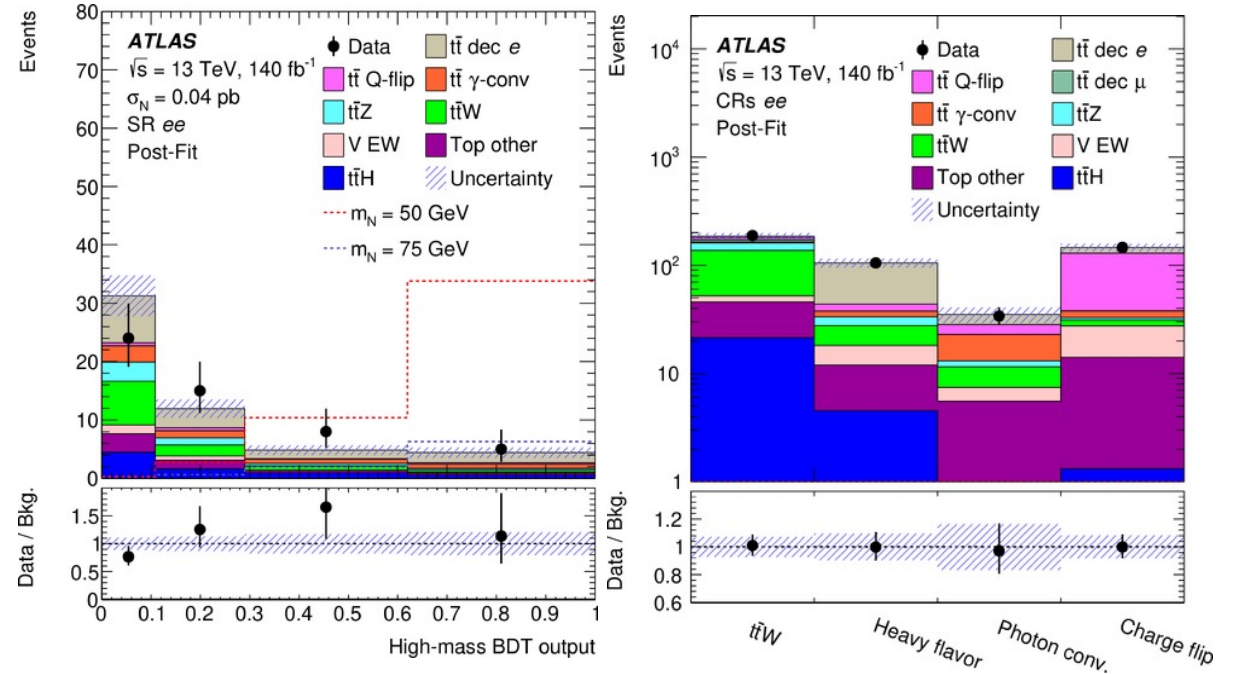 Events
80
70
60
50
40
30
20
10
0
ATLAS
√s = 13 TeV, 140 fb⁻¹
σ_N = 0.04 pb
SR ee
Post-Fit
Data
tt̄ dec e
tt̄ Q-flip
tt̄ γ-conv
tt̄Z
tt̄W
V EW
Top other
tt̄H
Uncertainty
m_N = 50 GeV
m_N = 75 GeV
Data / Bkg.
1.5
1
0.5
0
0 0.1 0.2 0.3 0.4 0.5 0.6 0.7 0.8 0.9 1
High-mass BDT output
Events
10⁴
10³
10²
10
1
ATLAS
√s = 13 TeV, 140 fb⁻¹
CRs ee
Post-Fit
Data
tt̄ dec e
tt̄ Q-flip
tt̄ dec μ
tt̄ γ-conv
tt̄Z
tt̄W
V EW
Top other
tt̄H
Uncertainty
Data / Bkg.
1.2
1
0.8
0.6
tt̄W
Heavy flavor
Photon conv.
Charge flip